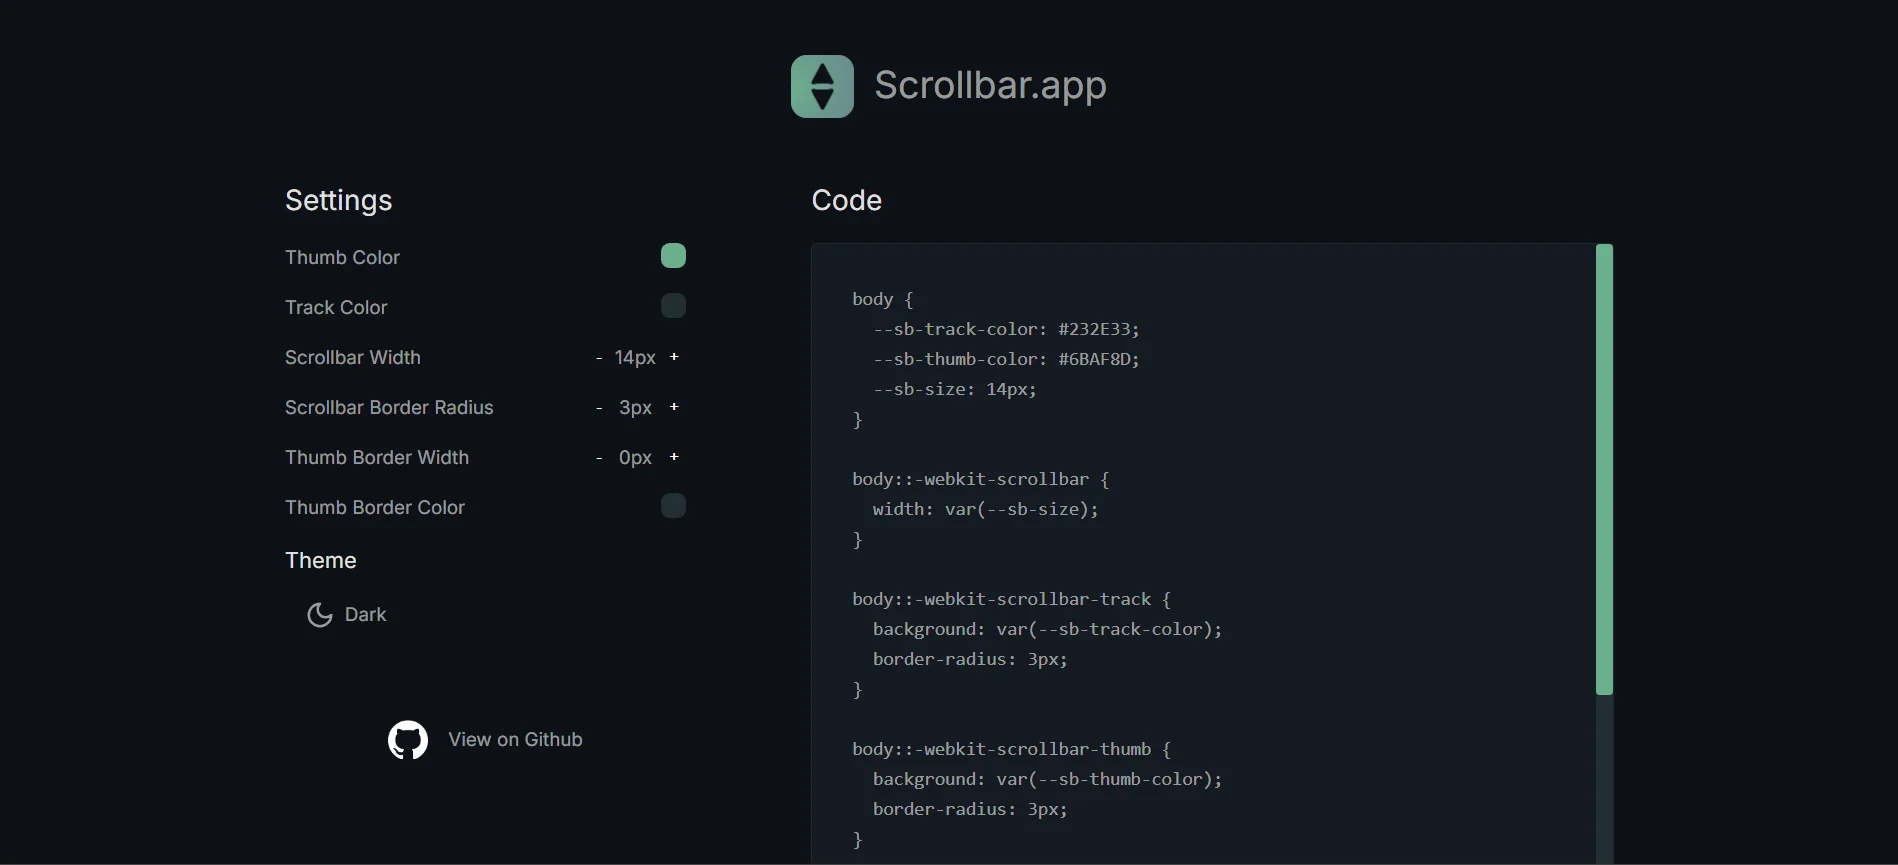 Scrollbar.app
Settings
Thumb Color
Track Color
Scrollbar Width - 14px +
Scrollbar Border Radius - 3px +
Thumb Border Width - 0px +
Thumb Border Color
Theme
Dark
View on Github
Code
body {
  --sb-track-color: #232E33;
  --sb-thumb-color: #6BAF8D;
  --sb-size: 14px;
}

body::-webkit-scrollbar {
  width: var(--sb-size);
}

body::-webkit-scrollbar-track {
  background: var(--sb-track-color);
  border-radius: 3px;
}

body::-webkit-scrollbar-thumb {
  background: var(--sb-thumb-color);
  border-radius: 3px;
}